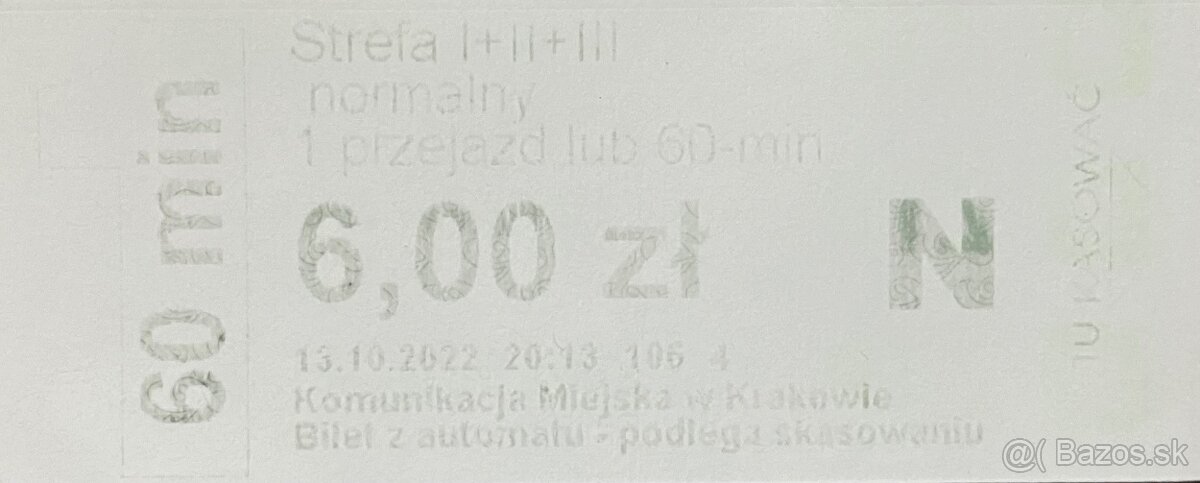 60 min
Strefa I+II+III
normalny
1 przejazd lub 60-min
6,00 zł
N
13.10.2022 20:13 106 4
Komunikacja Miejska w Krakowie
Bilet z automatu - podlega skasowaniu
TU KASOWAĆ
@( Bazos.sk